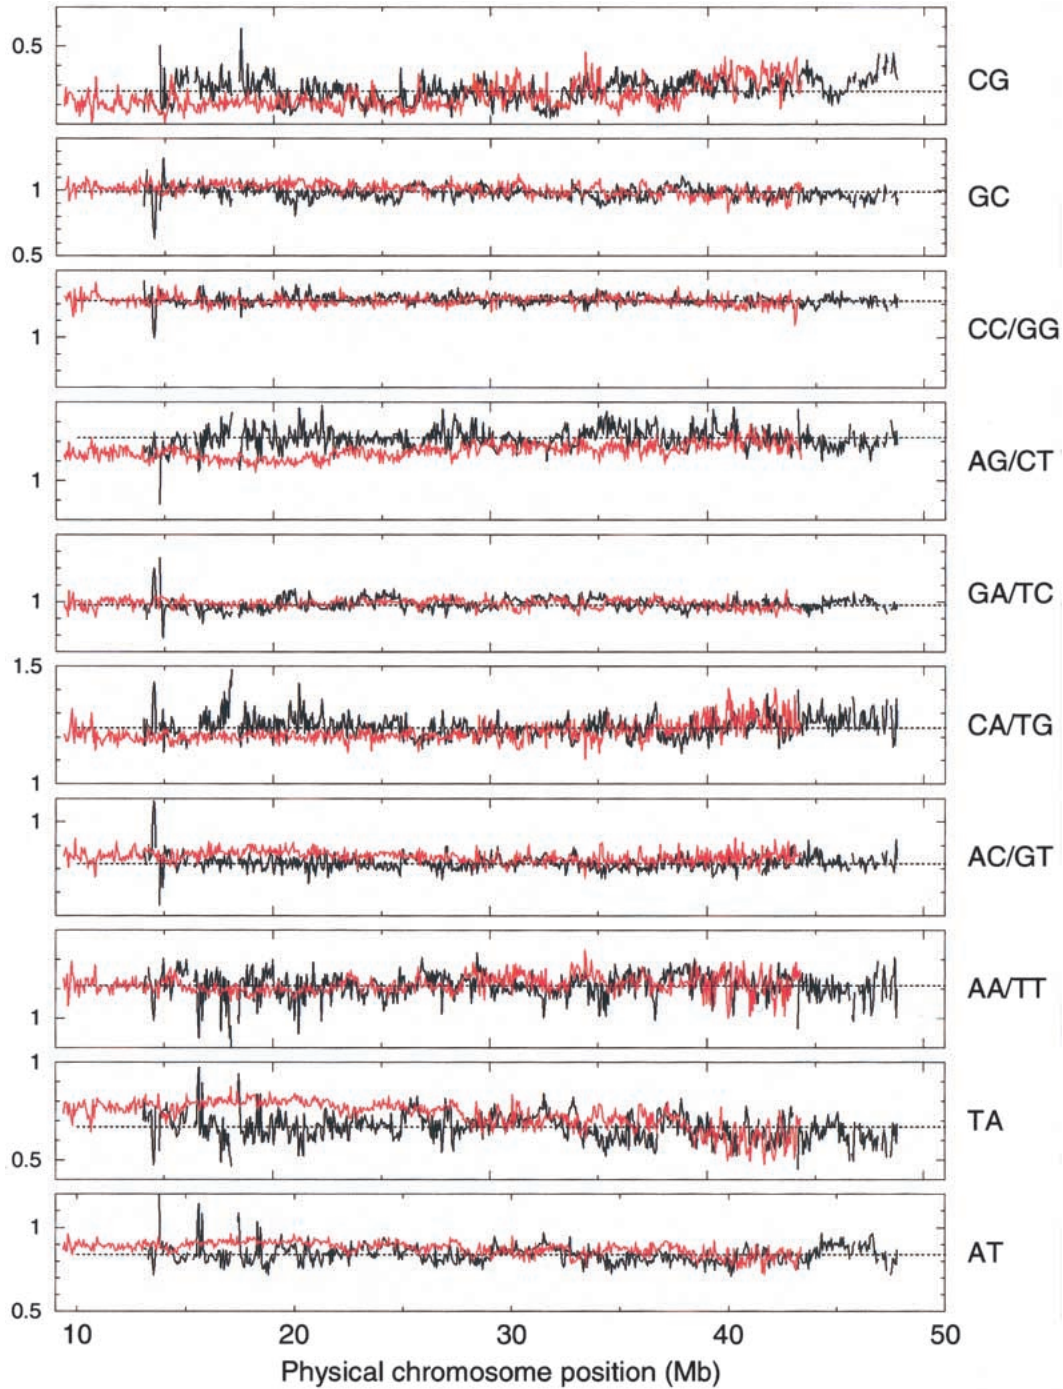 0.5
CG
1
GC
0.5
CC/GG
1
AG/CT
1
1
GA/TC
1.5
CA/TG
1
1
AC/GT
AA/TT
1
1
TA
0.5
1
AT
0.5
10 20 30 40 50
Physical chromosome position (Mb)